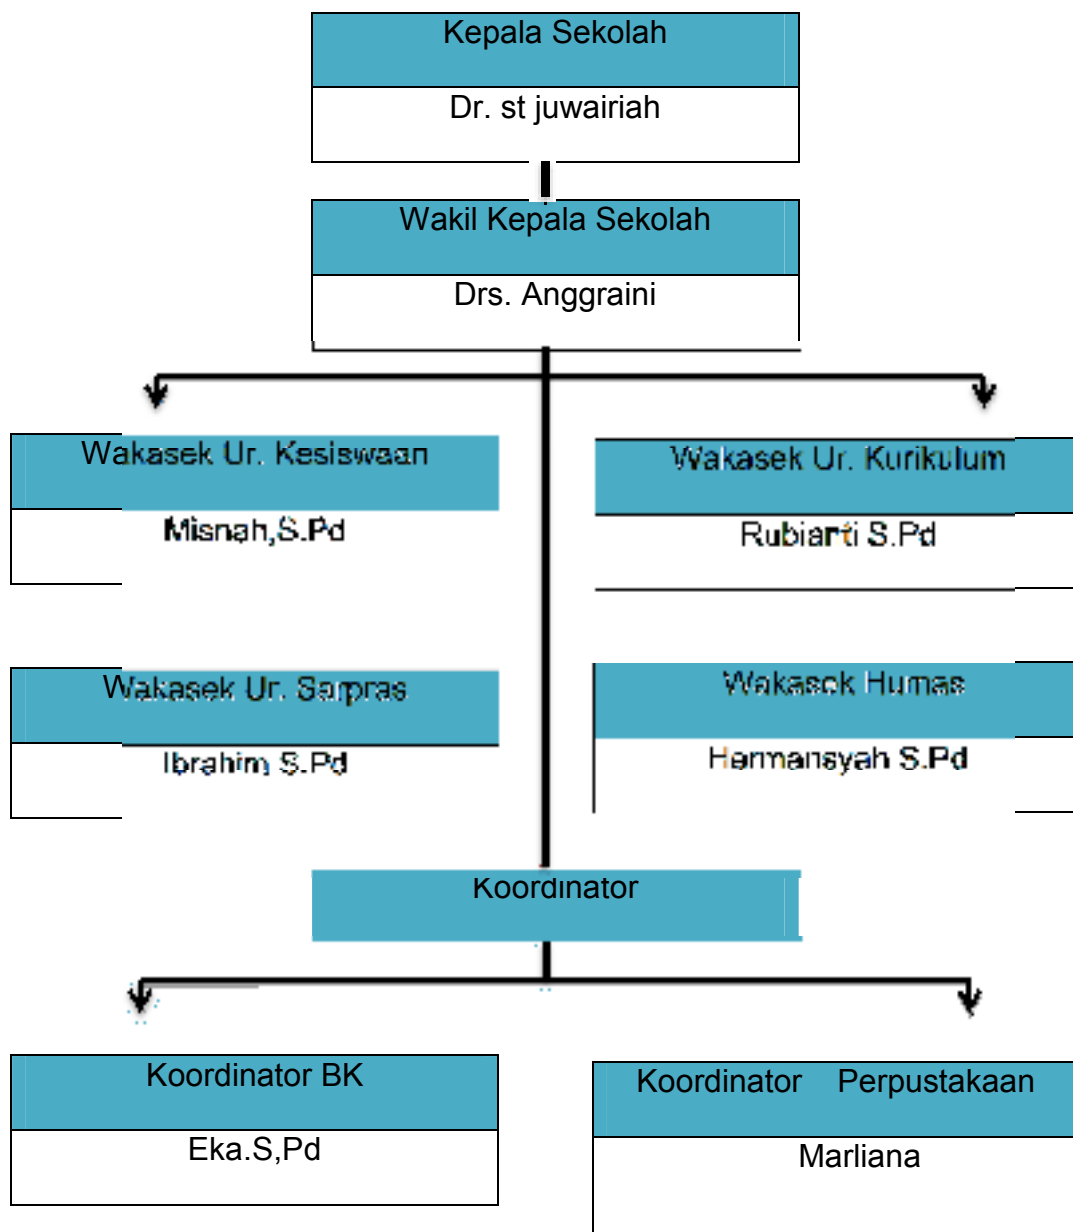 Kepala Sekolah
Dr. st juwairiah
Wakil Kepala Sekolah
Drs. Anggraini
Wakasek Ur. Kesiswaan
Misnah,S.Pd
Wakasek Ur. Kurikulum
Rubianti S.Pd
Wakasek Ur. Sarpras
Ibrahim S.Pd
Wakasek Humas
Hermansyah S.Pd
Koordinator
Koordinator BK
Eka.S,Pd
Koordinator Perpustakaan
Marliana